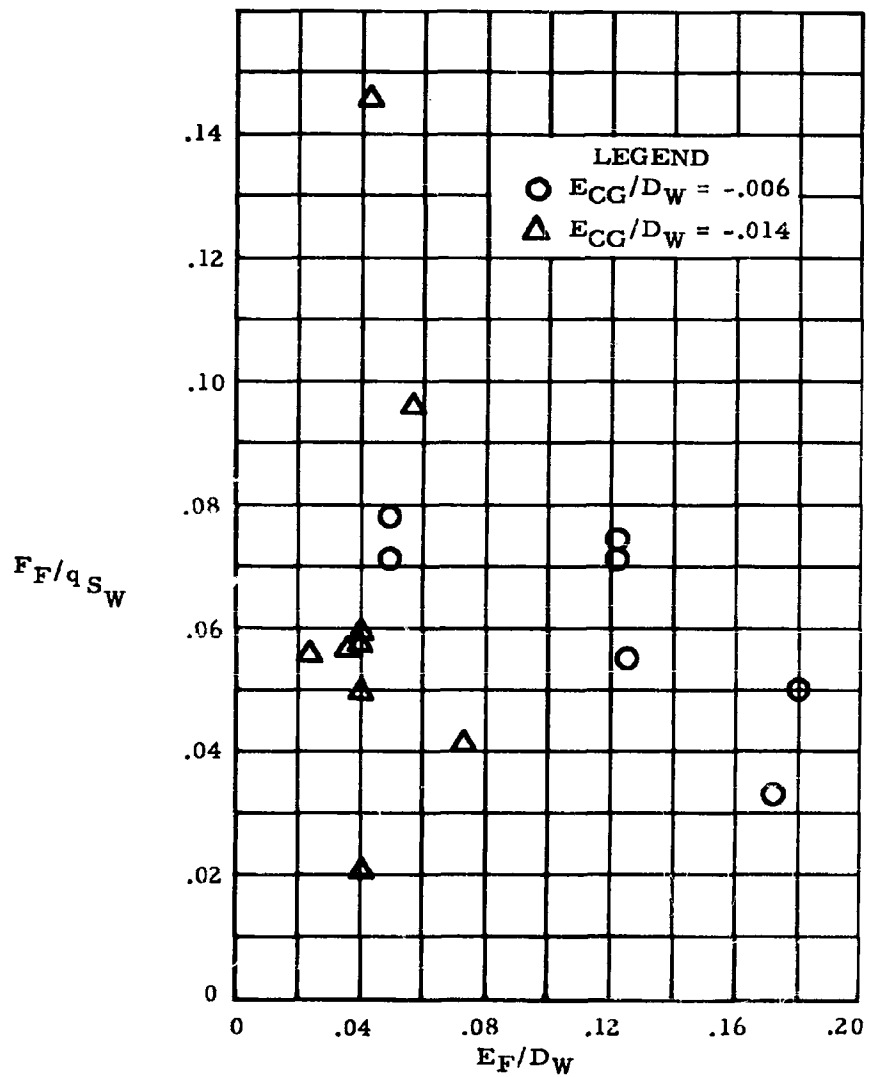 .14
LEGEND
E_CG/D_W = -.006
E_CG/D_W = -.014
.12
.10
.08
F_F/q S_W
.06
.04
.02
0
0 .04 .08 .12 .16 .20
E_F/D_W